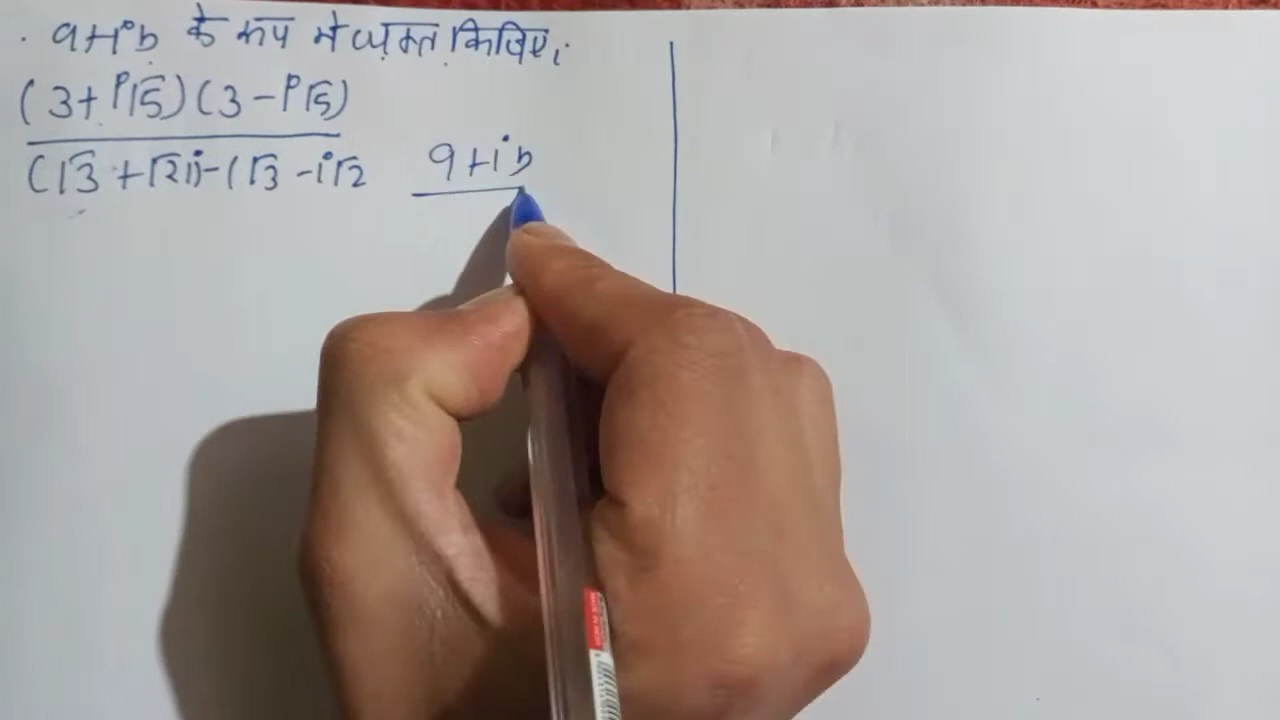 a+ib के रूप में व्यक्त किजिए।
(3+i√5)(3-i√5)
(√3+√2i)-(√3-i√2
a+ib